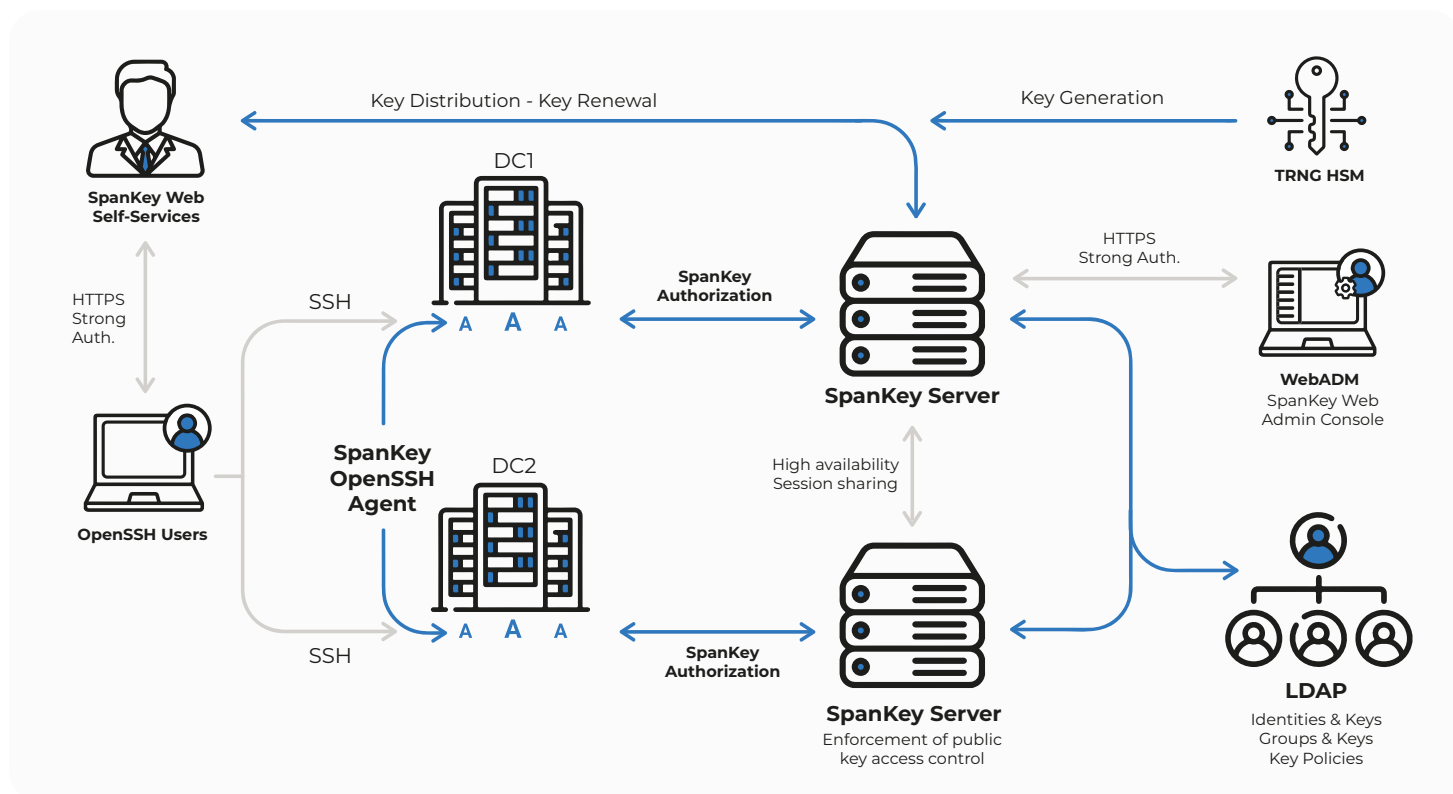 Key Distribution - Key Renewal
Key Generation
TRNG HSM
SpanKey Web
Self-Services
DC1
HTTPS
Strong
Auth.
SSH
A A A
SpanKey
Authorization
SpanKey Server
HTTPS
Strong Auth.
WebADM
SpanKey Web
Admin Console
OpenSSH Users
SpanKey
OpenSSH
Agent
DC2
High availability
Session sharing
SSH
A A A
SpanKey
Authorization
SpanKey Server
Enforcement of public
key access control
LDAP
Identities & Keys
Groups & Keys
Key Policies